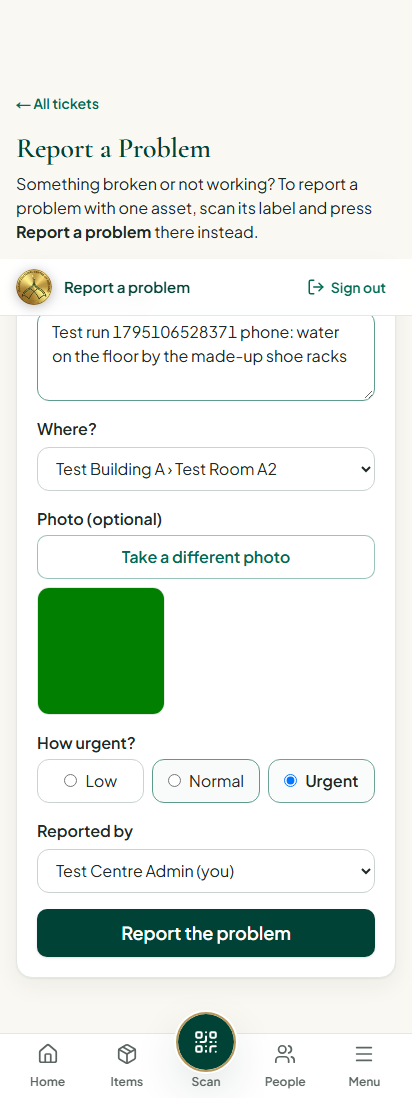 ← All tickets
Report a Problem
Something broken or not working? To report a
problem with one asset, scan its label and press
Report a problem there instead.
Report a problem
Sign out
Test run 1795106528371 phone: water
on the floor by the made-up shoe racks
Where?
Test Building A › Test Room A2
Photo (optional)
Take a different photo
How urgent?
Low
Normal
Urgent
Reported by
Test Centre Admin (you)
Report the problem
Home
Items
Scan
People
Menu